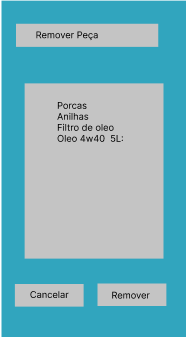 Remover Peça
Porcas
Anilhas
Filtro de oleo
Oleo 4w40 5L:
Cancelar
Remover